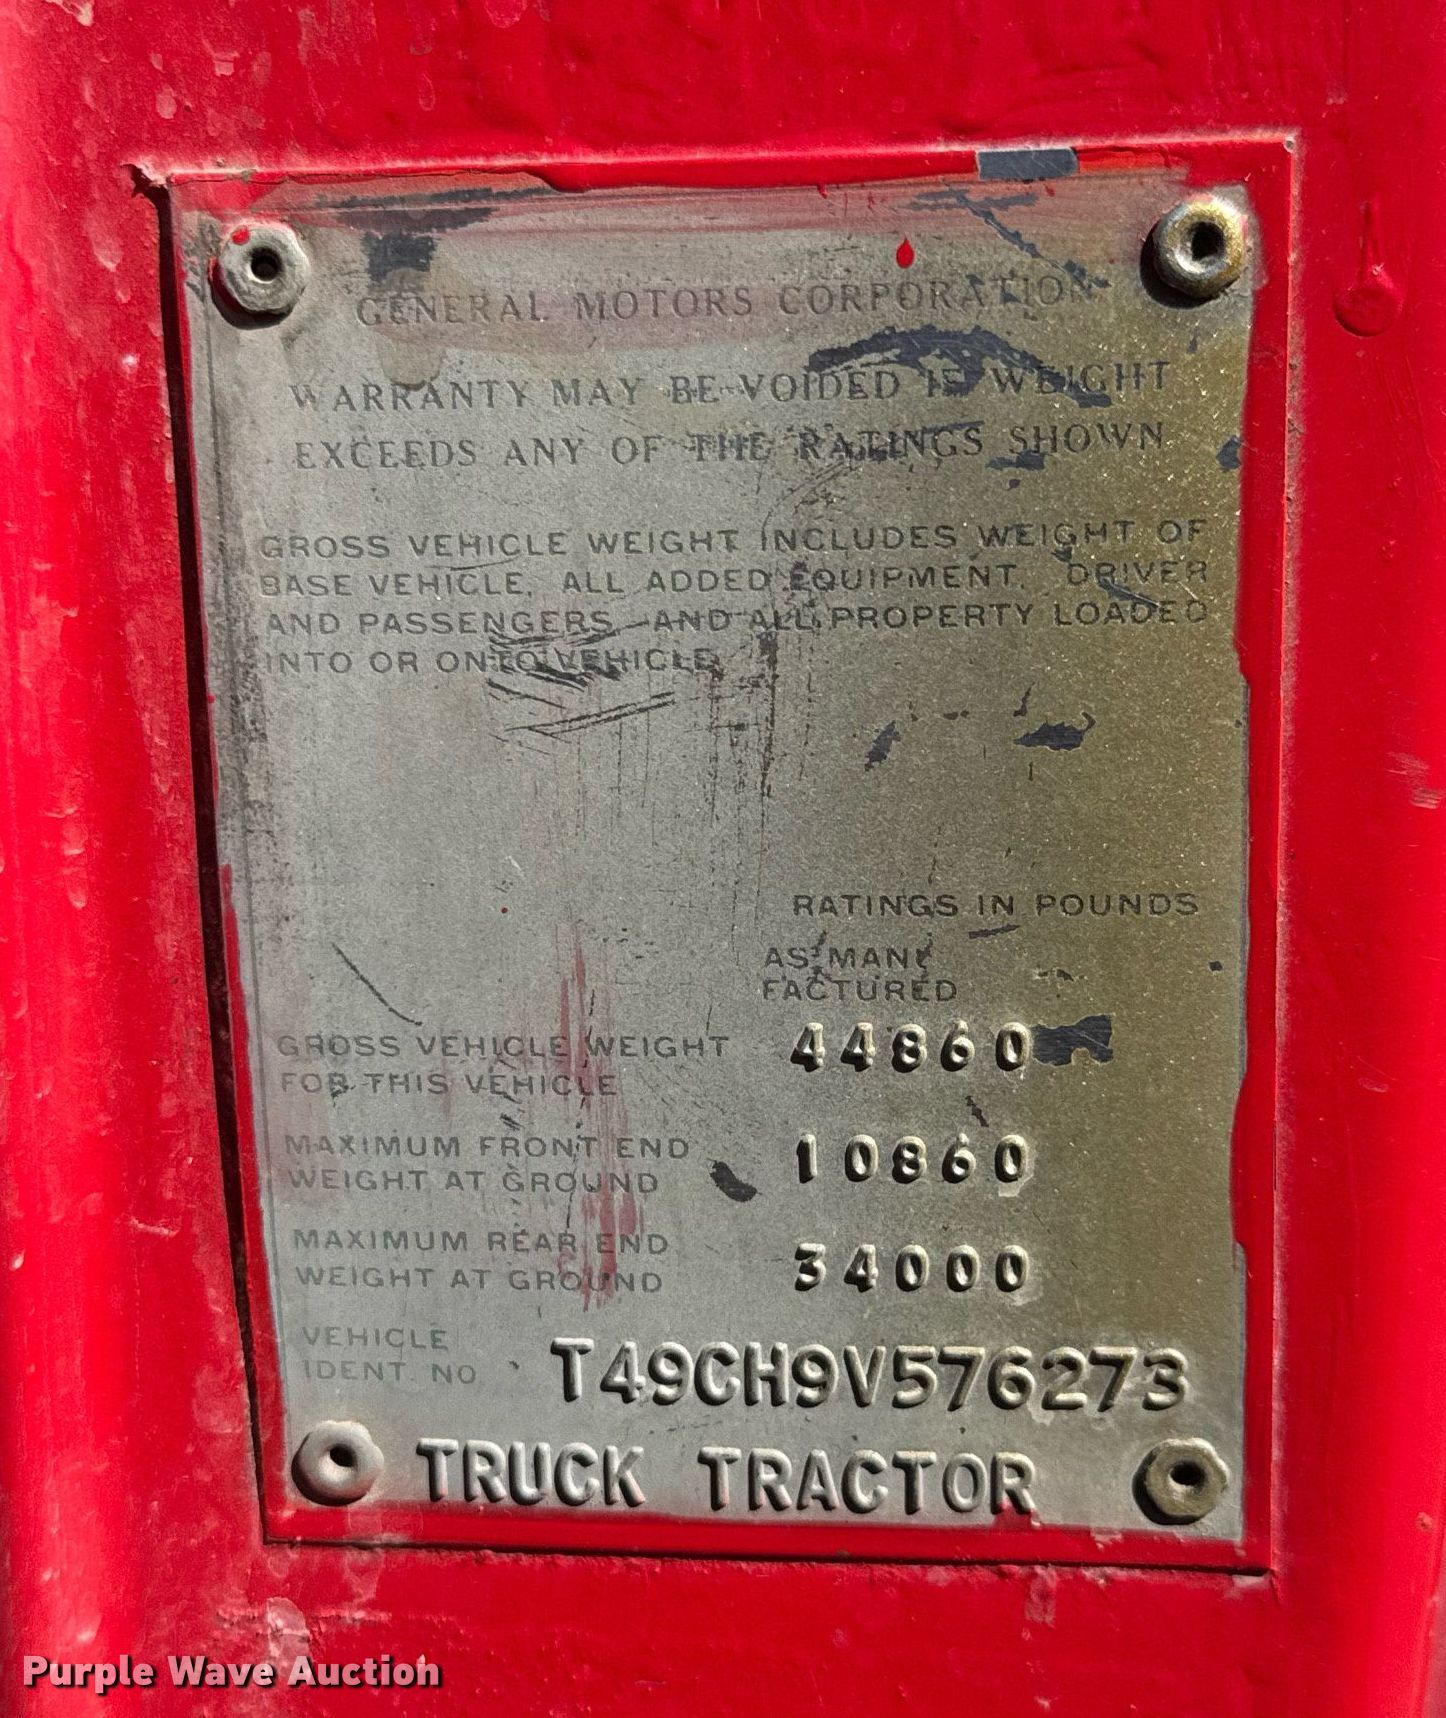 GENERAL MOTORS CORPORATION
WARRANTY MAY BE VOIDED IF WEIGHT
EXCEEDS ANY OF THE RATINGS SHOWN
GROSS VEHICLE WEIGHT INCLUDES WEIGHT OF
BASE VEHICLE, ALL ADDED EQUIPMENT, DRIVER
AND PASSENGERS AND ALL PROPERTY LOADED
INTO OR ONTO VEHICLE
RATINGS IN POUNDS
AS MANU
FACTURED
GROSS VEHICLE WEIGHT
FOR THIS VEHICLE
44860
MAXIMUM FRONT END
WEIGHT AT GROUND
10860
MAXIMUM REAR END
WEIGHT AT GROUND
34000
VEHICLE
IDENT. NO
T49CH9V576273
TRUCK TRACTOR
Purple Wave Auction